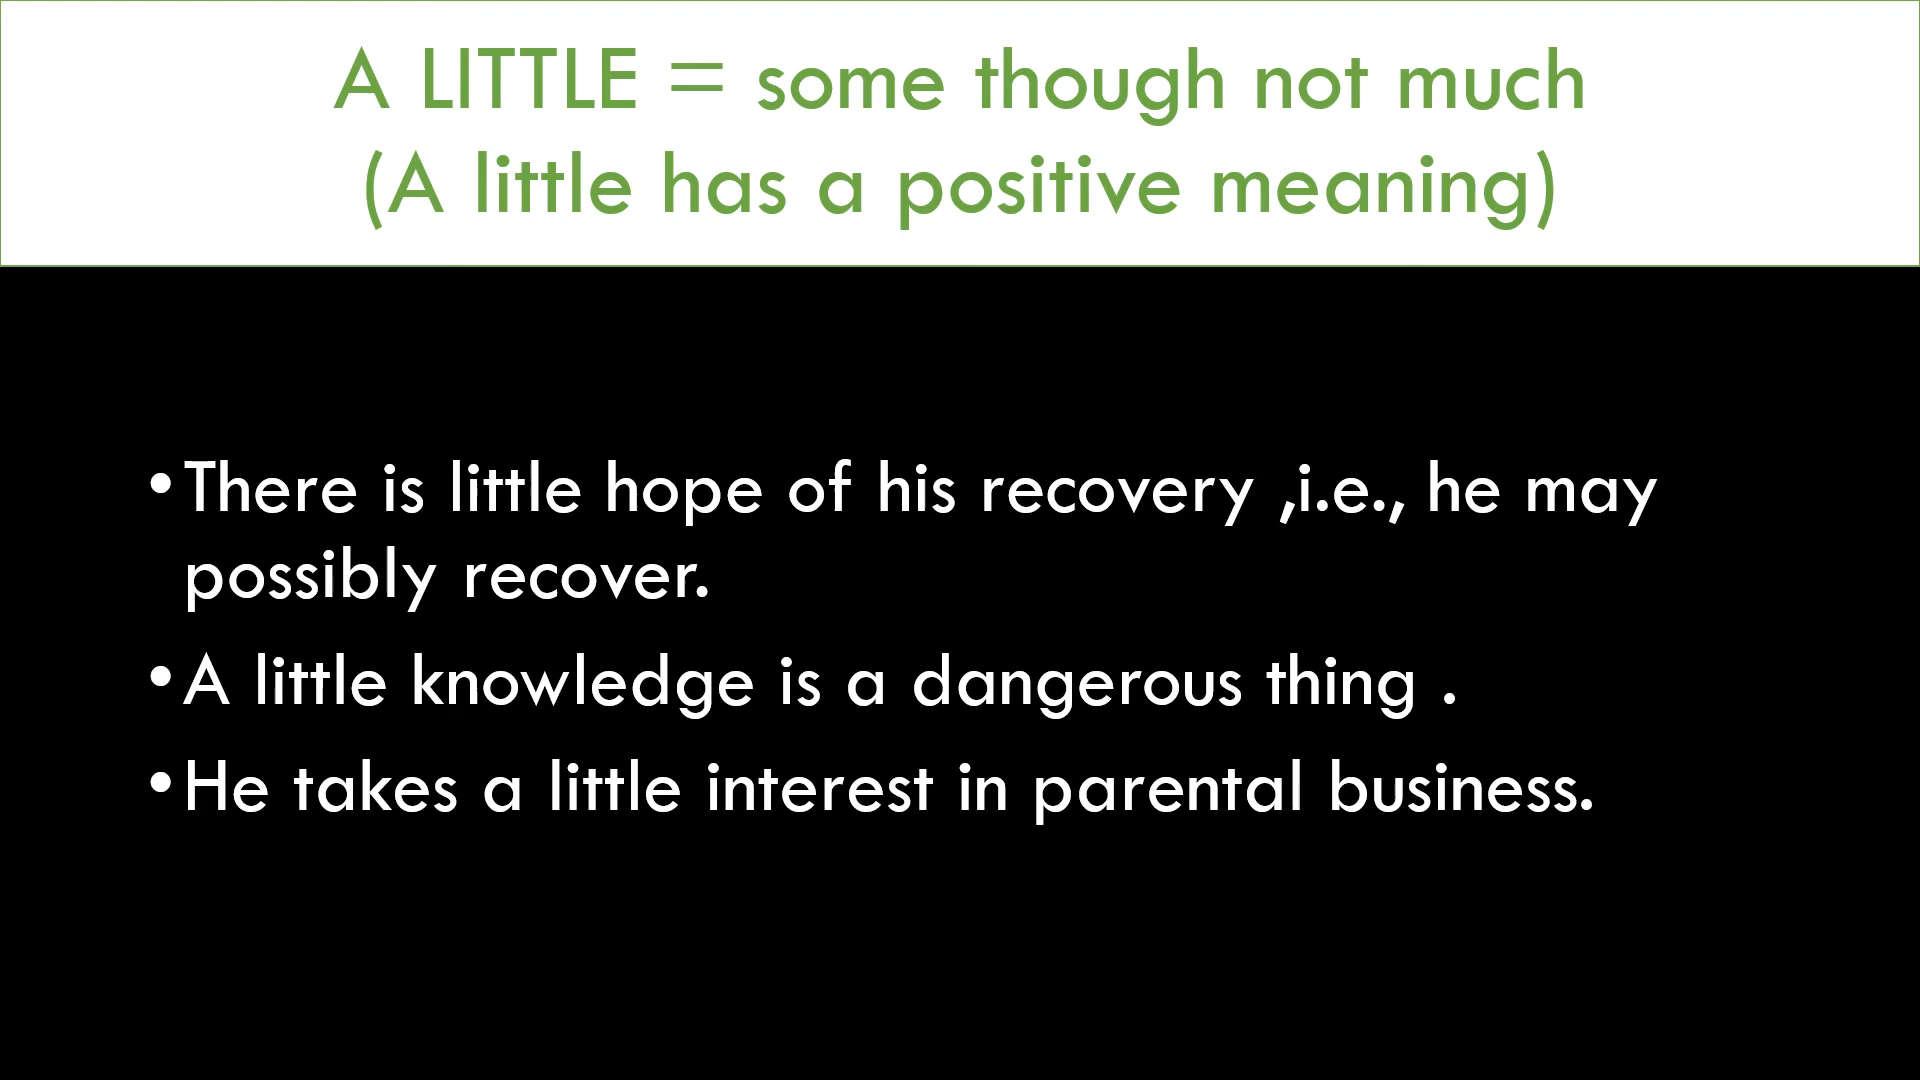 A LITTLE = some though not much
(A little has a positive meaning)
•There is little hope of his recovery ,i.e., he may
possibly recover.
•A little knowledge is a dangerous thing .
•He takes a little interest in parental business.